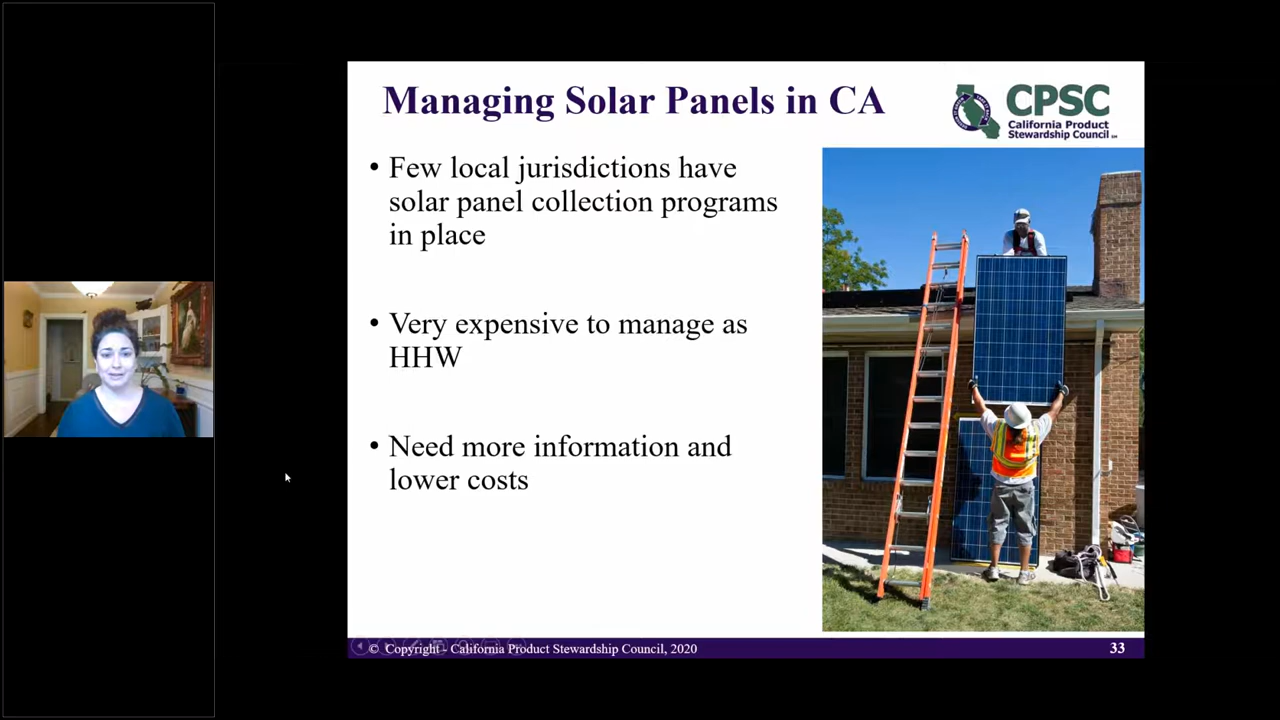 Managing Solar Panels in CA
CPSC
California Product
Stewardship Council
• Few local jurisdictions have
solar panel collection programs
in place
• Very expensive to manage as
HHW
• Need more information and
lower costs
© Copyright - California Product Stewardship Council, 2020
33